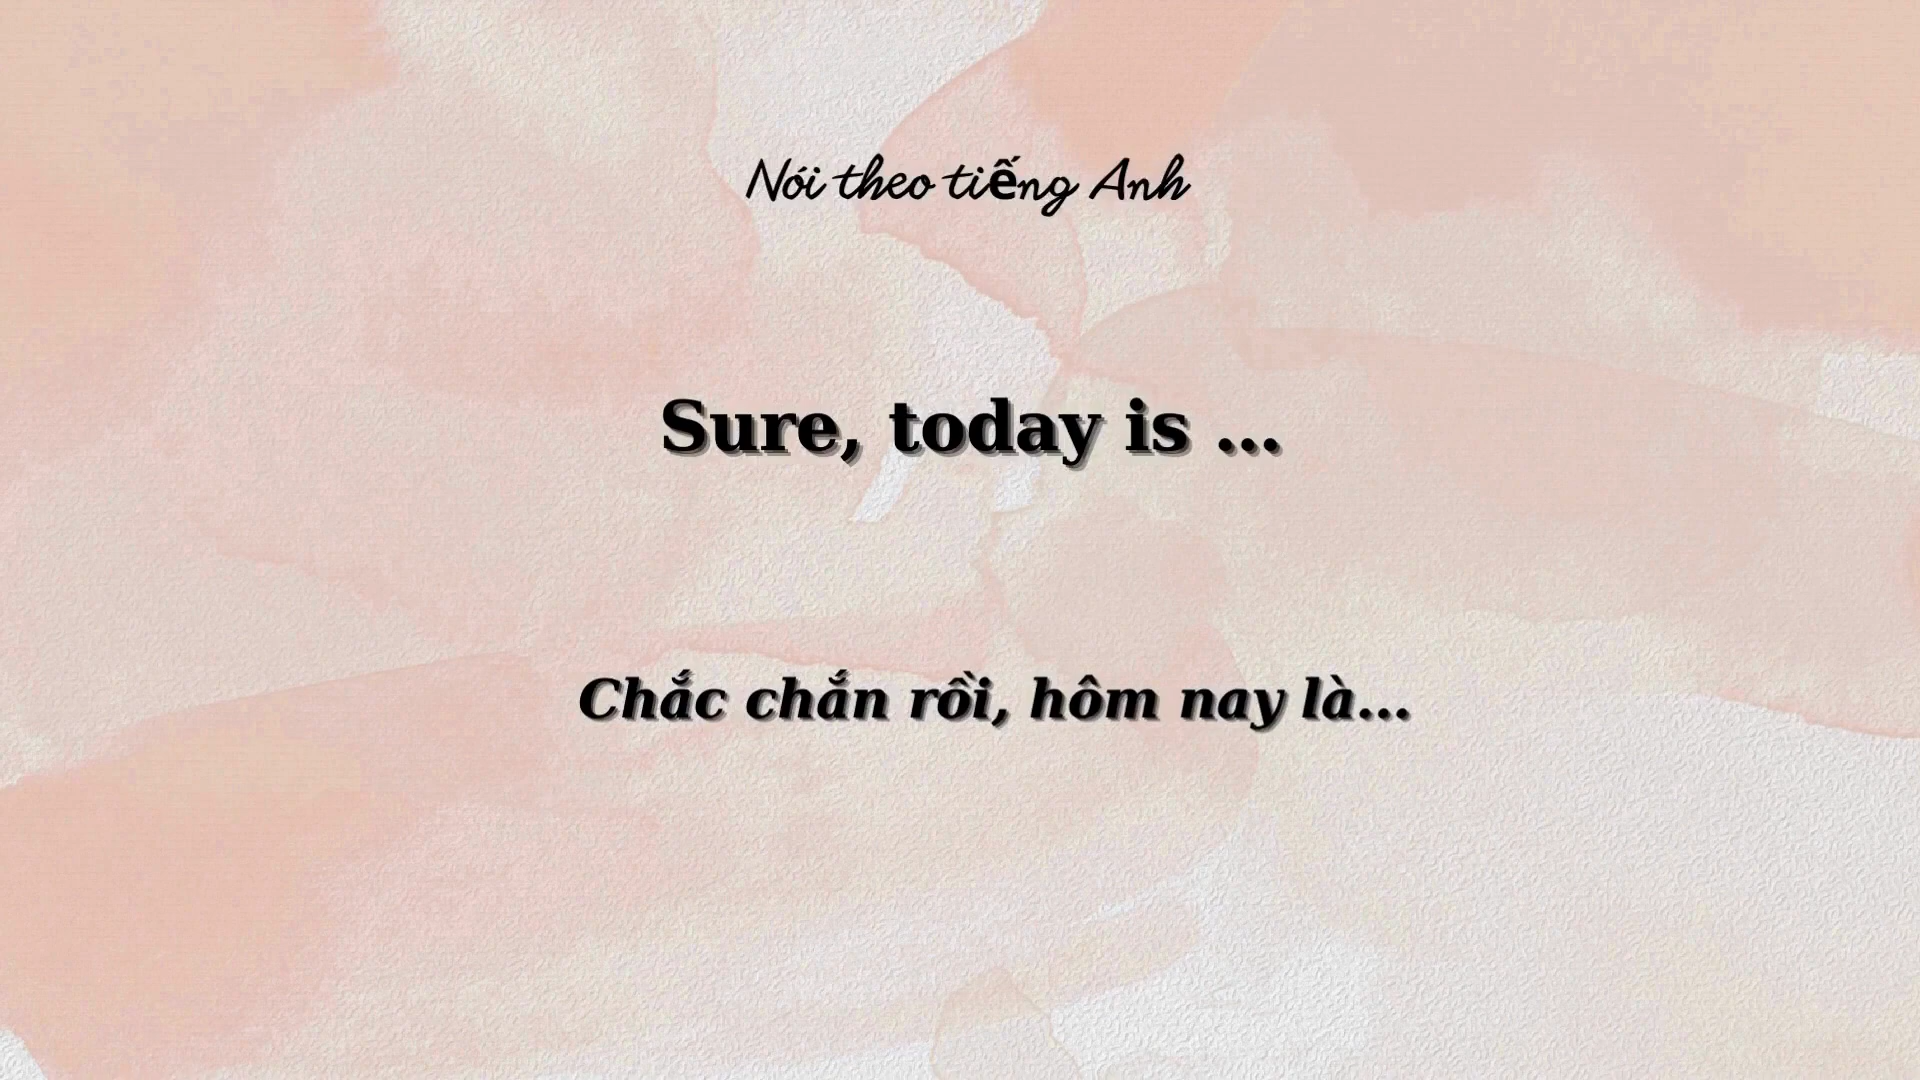 Nói theo tiếng Anh
Sure, today is ...
Chắc chắn rồi, hôm nay là...